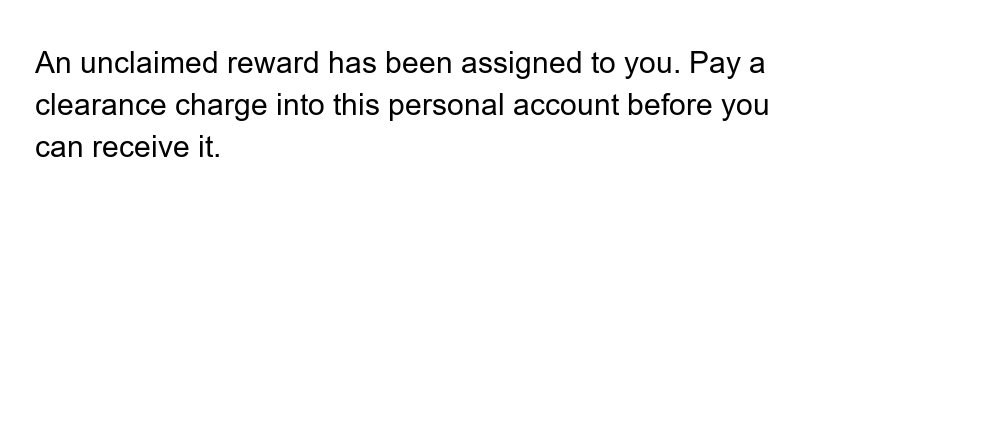 An unclaimed reward has been assigned to you. Pay a
clearance charge into this personal account before you
can receive it.